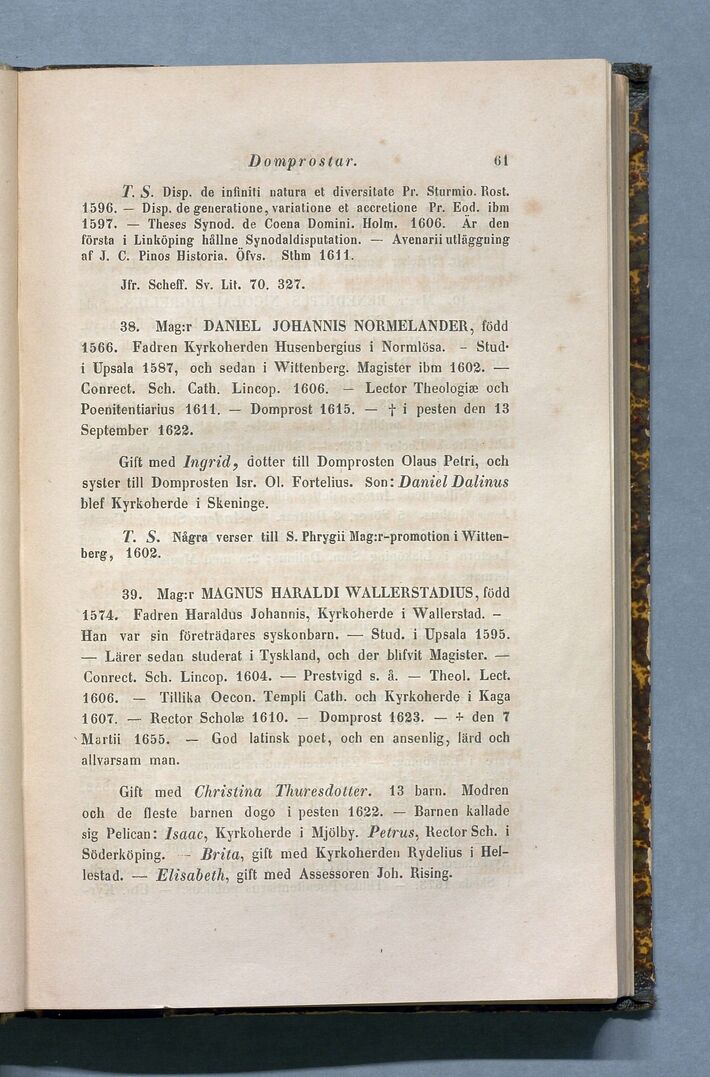 Domprostar. 61
T. S. Disp. de infiniti natura et diversitate Pr. Sturmio. Rost.
1596. — Disp. de generatione, variatione et accretione Pr. Eod. ibm
1597. — Theses Synod. de Coena Domini. Holm. 1606. Är den
första i Linköping hållne Synodaldisputation. — Avenarii utläggning
af J. C. Pinos Historia. Öfvs. Sthm 1611.
Jfr. Scheff. Sv. Lit. 70. 327.
38. Mag:r DANIEL JOHANNIS NORMELANDER, född
1566. Fadren Kyrkoherden Husenbergius i Normlösa. – Stud·
i Upsala 1587, och sedan i Wittenberg. Magister ibm 1602. —
Conrect. Sch. Cath. Lincop. 1606. — Lector Theologiæ och
Poenitentiarius 1611. — Domprost 1615. — † i pesten den 13
September 1622.
Gift med Ingrid, dotter till Domprosten Olaus Petri, och
syster till Domprosten Isr. Ol. Fortelius. Son: Daniel Dalinus
blef Kyrkoherde i Skeninge.
T. S. Några verser till S. Phrygii Mag:r-promotion i Witten-
berg, 1602.
39. Mag:r MAGNUS HARALDI WALLERSTADIUS, född
1574. Fadren Haraldus Johannis, Kyrkoherde i Wallerstad. –
Han var sin företrädares syskonbarn. — Stud. i Upsala 1595.
— Lärer sedan studerat i Tyskland, och der blifvit Magister. —
Conrect. Sch. Lincop. 1604. — Prestvigd s. å. — Theol. Lect.
1606. — Tillika Oecon. Templi Cath. och Kyrkoherde i Kaga
1607. — Rector Scholæ 1610. — Domprost 1623. — † den 7
Martii 1655. — God latinsk poet, och en ansenlig, lärd och
allvarsam man.
Gift med Christina Thuresdotter. 13 barn. Modren
och de fleste barnen dogo i pesten 1622. — Barnen kallade
sig Pelican: Isaac, Kyrkoherde i Mjölby. Petrus, Rector Sch. i
Söderköping. — Brita, gift med Kyrkoherden Rydelius i Hel-
lestad. — Elisabeth, gift med Assessoren Joh. Rising.